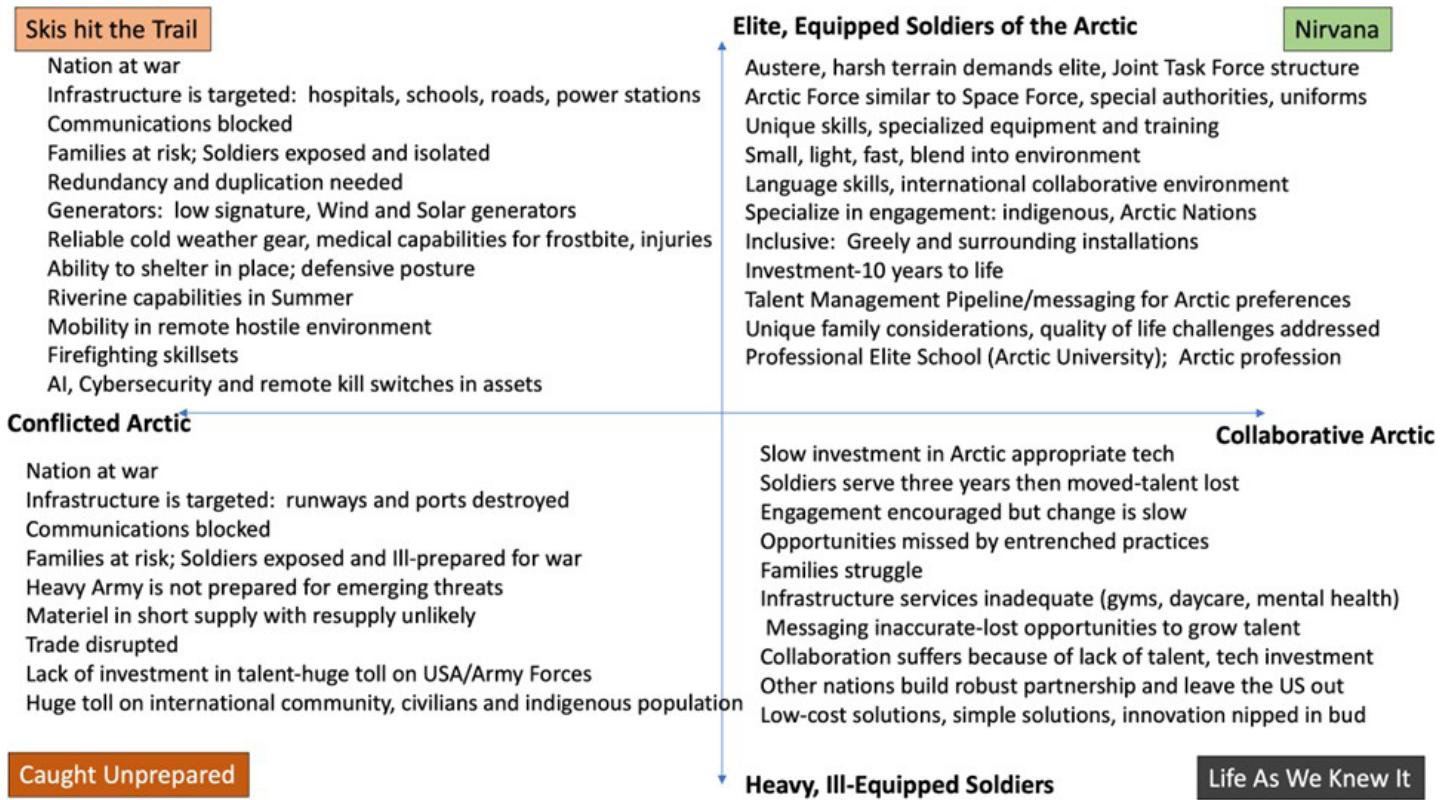 Skis hit the Trail
Nation at war
Infrastructure is targeted:  hospitals, schools, roads, power stations
Communications blocked
Families at risk; Soldiers exposed and isolated
Redundancy and duplication needed
Generators:  low signature, Wind and Solar generators
Reliable cold weather gear, medical capabilities for frostbite, injuries
Ability to shelter in place; defensive posture
Riverine capabilities in Summer
Mobility in remote hostile environment
Firefighting skillsets
AI, Cybersecurity and remote kill switches in assets
Elite, Equipped Soldiers of the Arctic
Nirvana
Austere, harsh terrain demands elite, Joint Task Force structure
Arctic Force similar to Space Force, special authorities, uniforms
Unique skills, specialized equipment and training
Small, light, fast, blend into environment
Language skills, international collaborative environment
Specialize in engagement: indigenous, Arctic Nations
Inclusive:  Greely and surrounding installations
Investment-10 years to life
Talent Management Pipeline/messaging for Arctic preferences
Unique family considerations, quality of life challenges addressed
Professional Elite School (Arctic University);  Arctic profession
Conflicted Arctic
Collaborative Arctic
Nation at war
Infrastructure is targeted:  runways and ports destroyed
Communications blocked
Families at risk; Soldiers exposed and Ill-prepared for war
Heavy Army is not prepared for emerging threats
Materiel in short supply with resupply unlikely
Trade disrupted
Lack of investment in talent-huge toll on USA/Army Forces
Huge toll on international community, civilians and indigenous population
Caught Unprepared
Slow investment in Arctic appropriate tech
Soldiers serve three years then moved-talent lost
Engagement encouraged but change is slow
Opportunities missed by entrenched practices
Families struggle
Infrastructure services inadequate (gyms, daycare, mental health)
Messaging inaccurate-lost opportunities to grow talent
Collaboration suffers because of lack of talent, tech investment
Other nations build robust partnership and leave the US out
Low-cost solutions, simple solutions, innovation nipped in bud
Heavy, Ill-Equipped Soldiers
Life As We Knew It